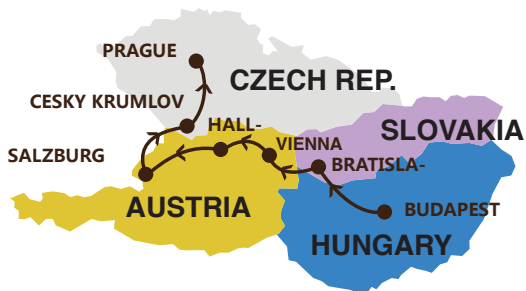 PRAGUE
CZECH REP.
CESKY KRUMLOV
HALL-
SLOVAKIA
VIENNA
SALZBURG
BRATISLA-
AUSTRIA
BUDAPEST
HUNGARY